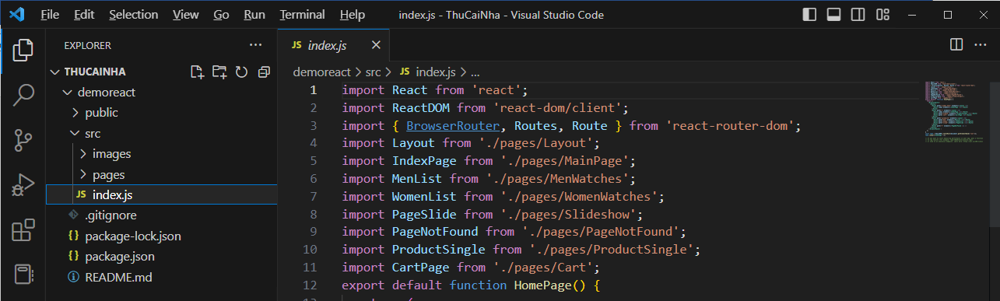 File Edit Selection View Go Run Terminal Help index.js - ThuCaiNha - Visual Studio Code
EXPLORER
THUCAINHA
demoreact
public
src
images
pages
JS index.js
.gitignore
{} package-lock.json
{} package.json
README.md
JS index.js
demoreact > src > JS index.js > ...
1 import React from 'react';
2 import ReactDOM from 'react-dom/client';
3 import { BrowserRouter, Routes, Route } from 'react-router-dom';
4 import Layout from './pages/Layout';
5 import IndexPage from './pages/MainPage';
6 import MenList from './pages/MenWatches';
7 import WomenList from './pages/WomenWatches';
8 import PageSlide from './pages/Slideshow';
9 import PageNotFound from './pages/PageNotFound';
10 import ProductSingle from './pages/ProductSingle';
11 import CartPage from './pages/Cart';
12 export default function HomePage() {